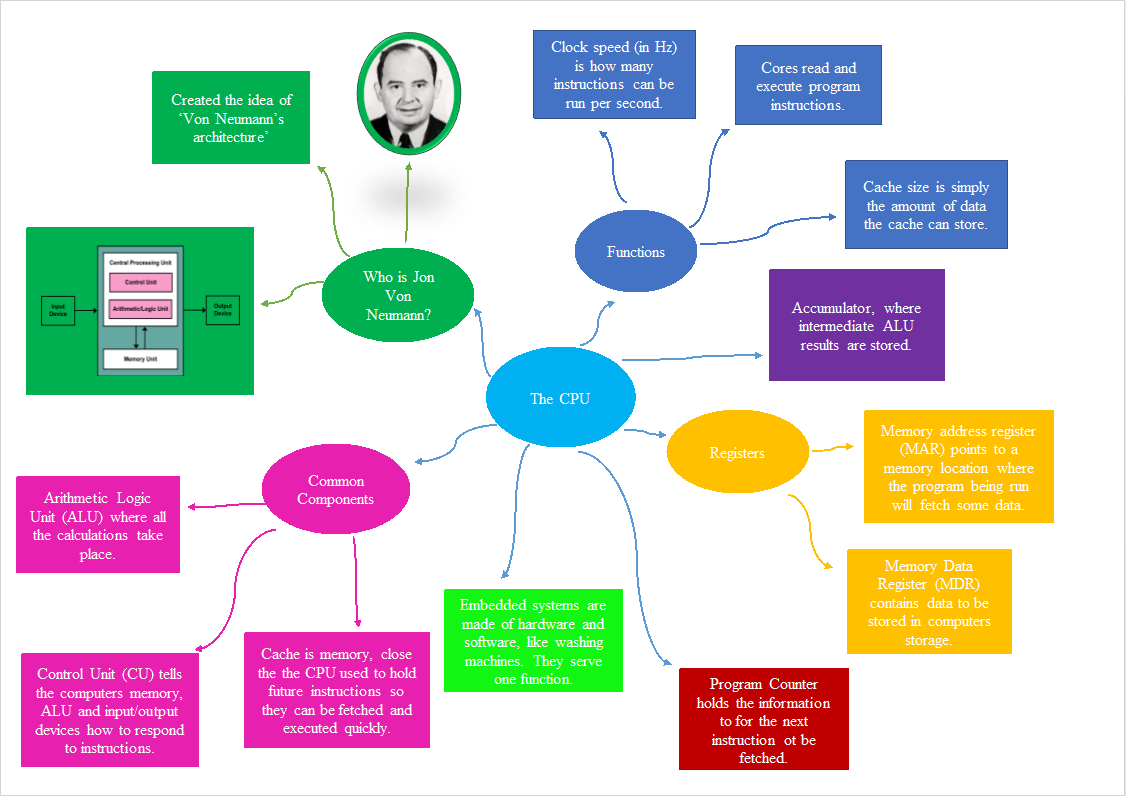 Created the idea of
‘Von Neumann’s
architecture’
Clock speed (in Hz)
is how many
instructions can be
run per second.
Cores read and
execute program
instructions.
Cache size is simply
the amount of data
the cache can store.
Functions
Who is Jon
Von
Neumann?
Central Processing Unit
Control Unit
Arithmetic/Logic Unit
Input
Device
Output
Device
Memory Unit
Accumulator, where
intermediate ALU
results are stored.
The CPU
Registers
Memory address register
(MAR) points to a
memory location where
the program being run
will fetch some data.
Memory Data
Register (MDR)
contains data to be
stored in computers
storage.
Common
Components
Arithmetic Logic
Unit (ALU) where all
the calculations take
place.
Control Unit (CU) tells
the computers memory,
ALU and input/output
devices how to respond
to instructions.
Cache is memory, close
the the CPU used to hold
future instructions so
they can be fetched and
executed quickly.
Embedded systems are
made of hardware and
software, like washing
machines. They serve
one function.
Program Counter
holds the information
to for the next
instruction ot be
fetched.